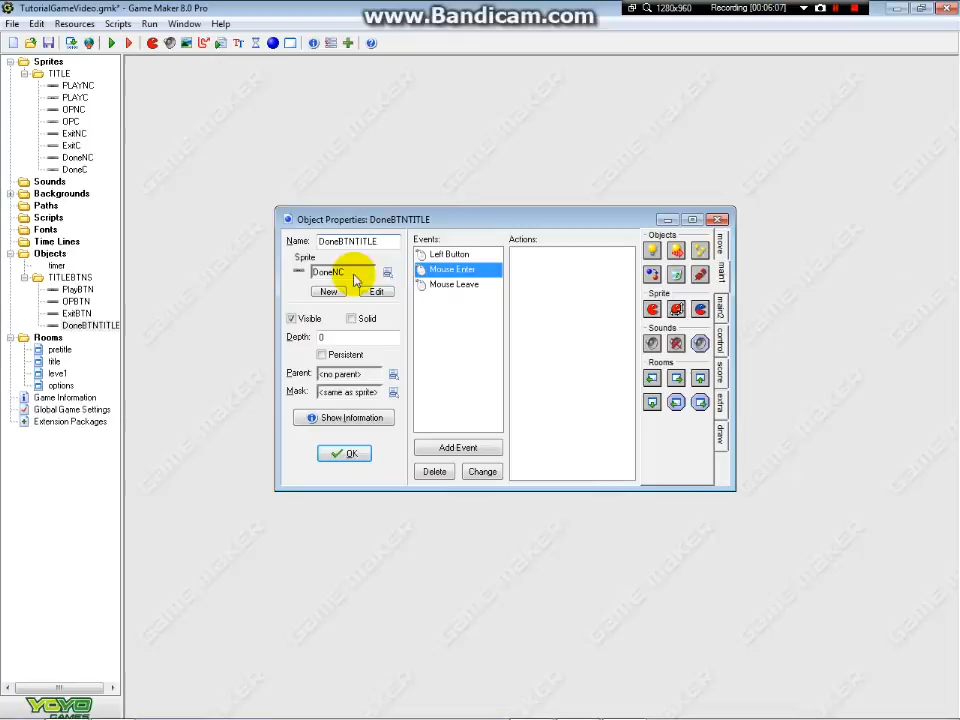 TutorialGameVideo.gmk* - Game Maker 8.0 Pro
www.Bandicam.com
1280x960
Recording [00:06:07]
File Edit Resources Scripts Run Window Help
Sprites
TITLE
PLAYNC
PLAYC
OPNC
OPC
ExitNC
ExitC
DoneNC
DoneC
Sounds
Backgrounds
Paths
Scripts
Fonts
Time Lines
Objects
timer
TITLEBTNS
PlayBTN
OPBTN
ExitBTN
DoneBTNTITLE
Rooms
pretitle
title
leve1
options
Game Information
Global Game Settings
Extension Packages
YOYO
GAMES
Object Properties: DoneBTNTITLE
Name: DoneBTNTITLE
Sprite
DoneNC
New Edit
Visible Solid
Depth: 0
Persistent
Parent: <no parent>
Mask: <same as sprite>
Show Information
OK
Events:
Left Button
Mouse Enter
Mouse Leave
Add Event
Delete Change
Actions:
Objects
Sprite
Sounds
Rooms
move
main1
main2
control
score
extra
draw
GAME MAKER